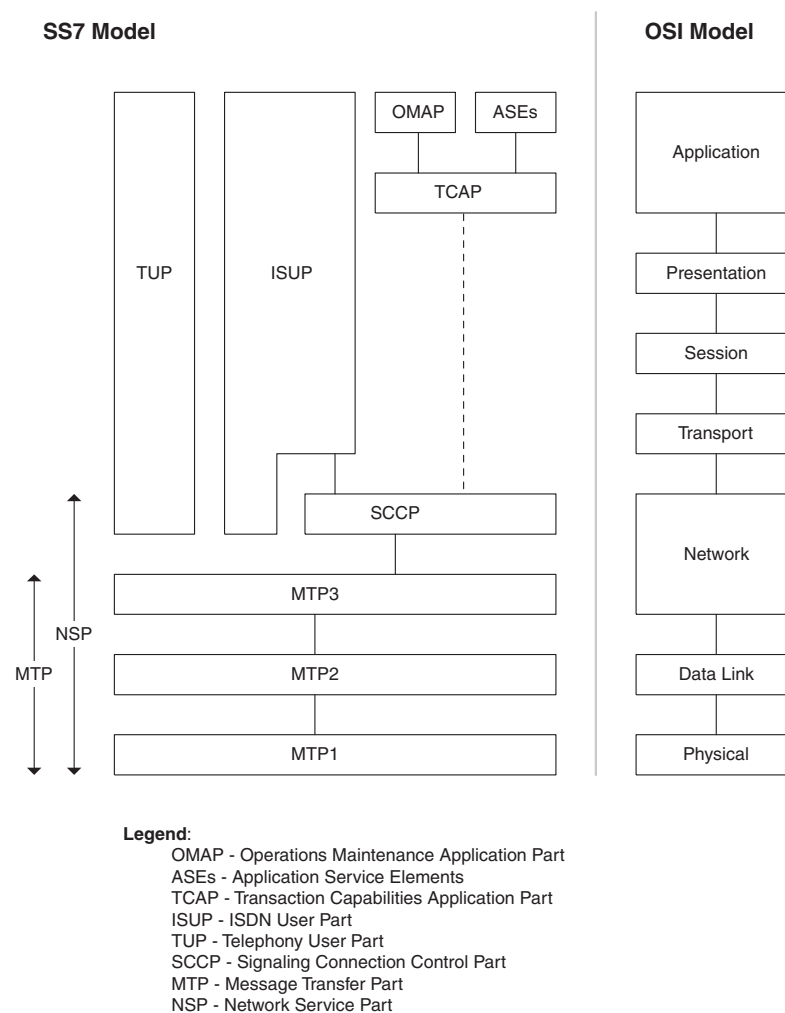 SS7 Model
OSI Model
OMAP
ASEs
Application
TCAP
TUP
ISUP
Presentation
Session
Transport
SCCP
Network
MTP3
NSP
MTP
MTP2
Data Link
MTP1
Physical
Legend:
OMAP - Operations Maintenance Application Part
ASEs - Application Service Elements
TCAP - Transaction Capabilities Application Part
ISUP - ISDN User Part
TUP - Telephony User Part
SCCP - Signaling Connection Control Part
MTP - Message Transfer Part
NSP - Network Service Part